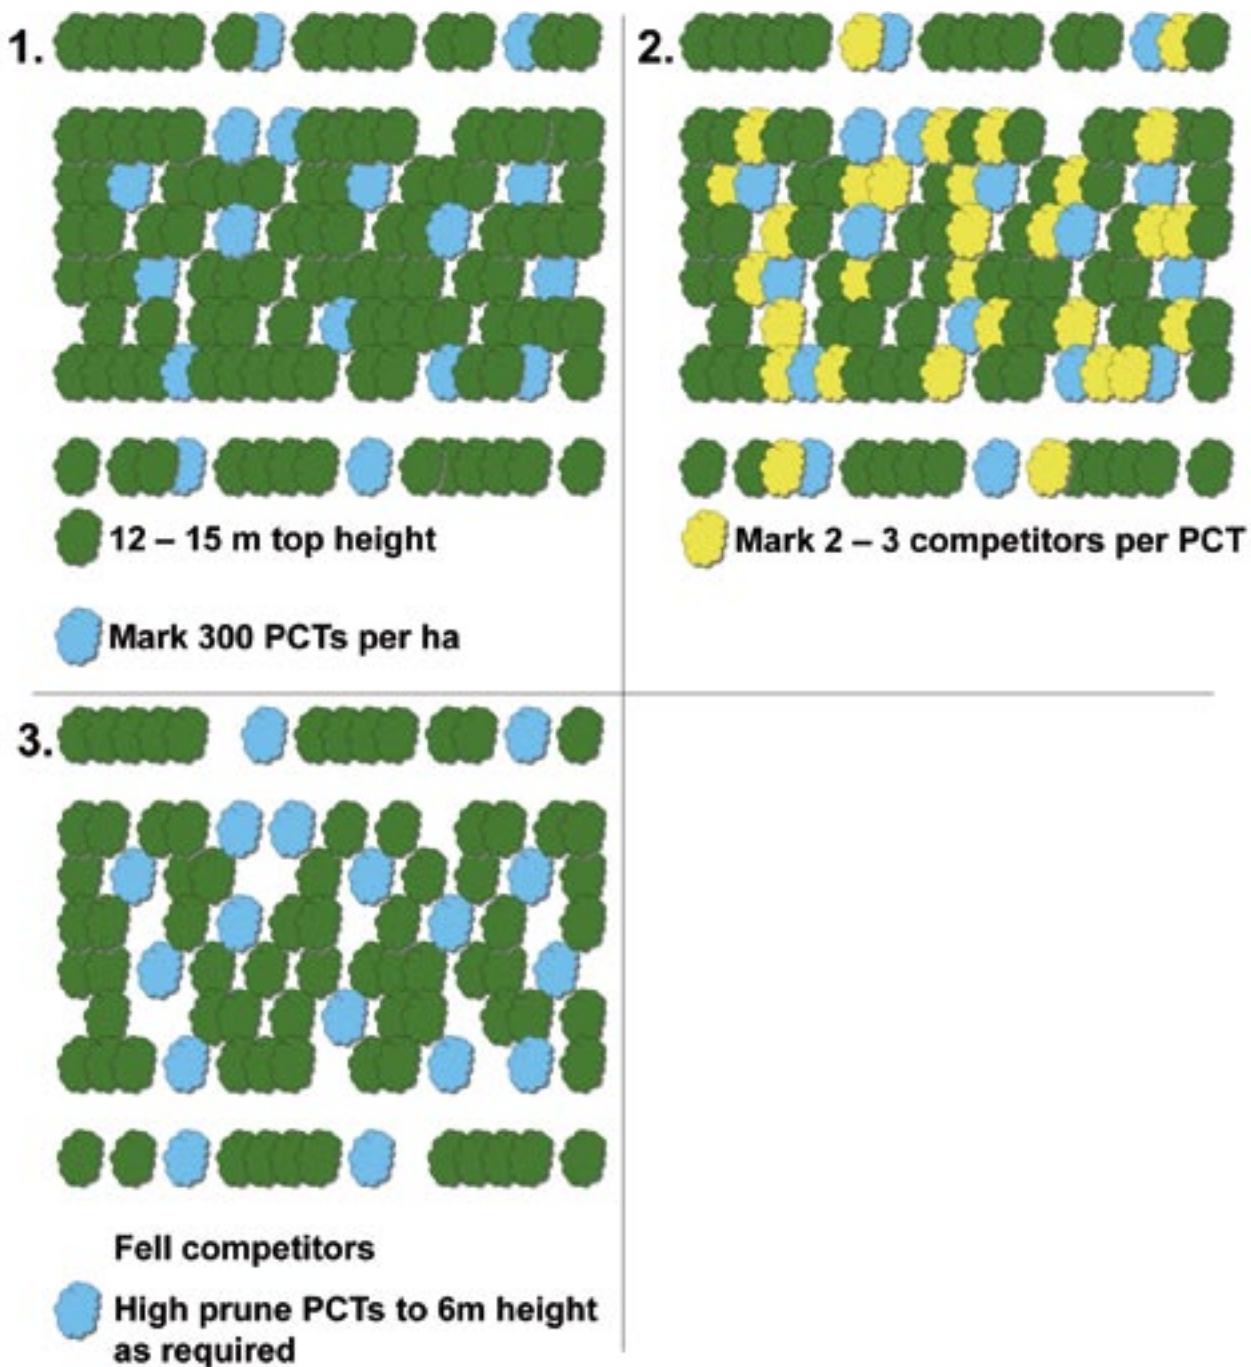 1.
12 – 15 m top height
Mark 300 PCTs per ha
2.
Mark 2 – 3 competitors per PCT
3.
Fell competitors
High prune PCTs to 6m height
as required